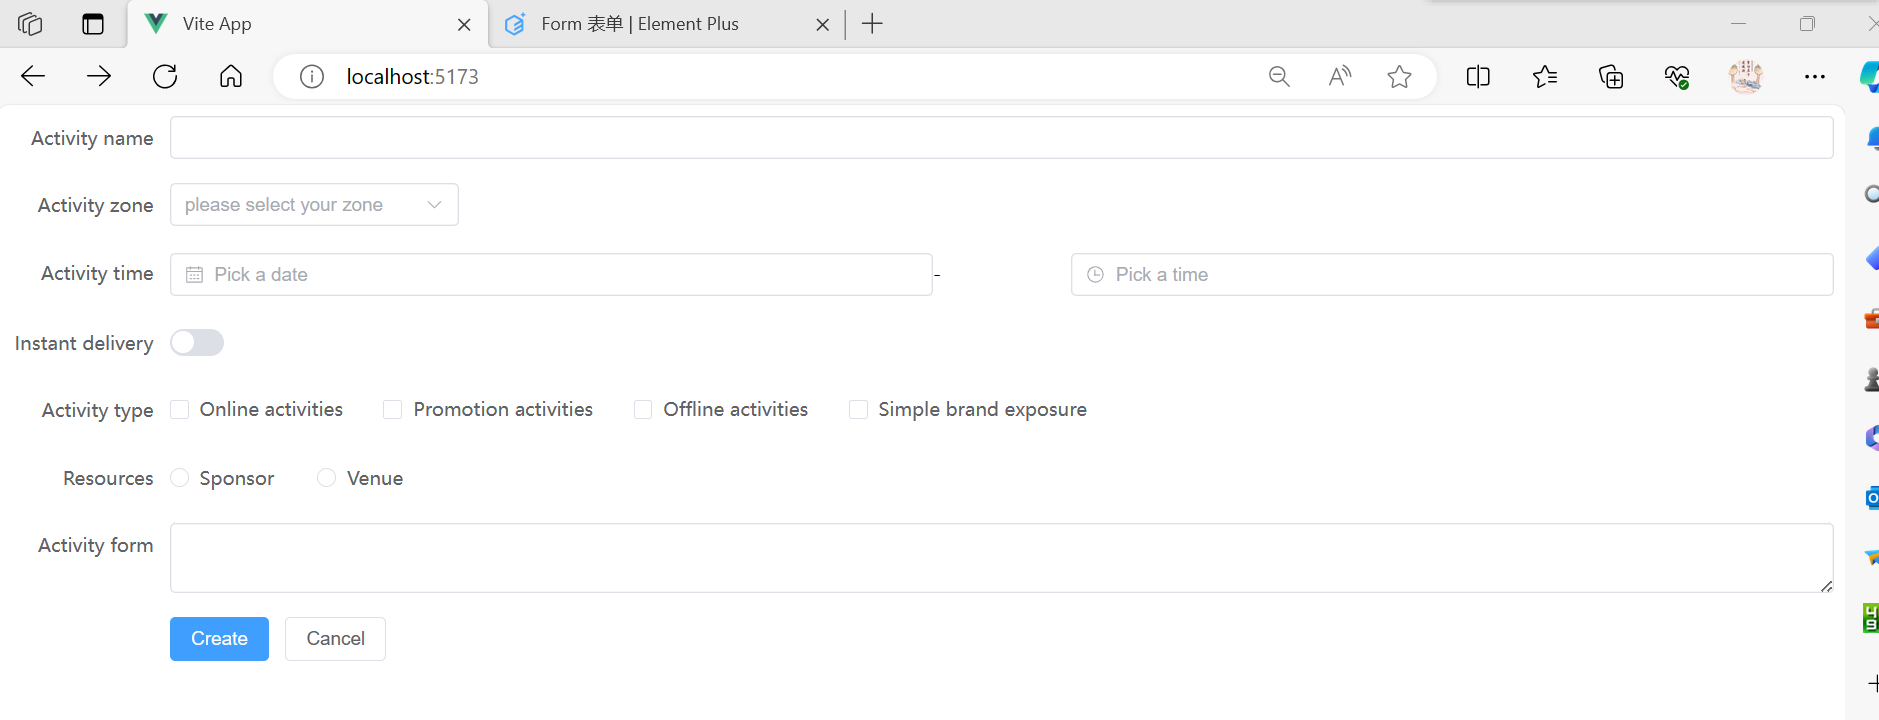 Vite App
Form 表单 | Element Plus
localhost:5173
Activity name
Activity zone please select your zone
Activity time Pick a date - Pick a time
Instant delivery
Activity type Online activities Promotion activities Offline activities Simple brand exposure
Resources Sponsor Venue
Activity form
Create Cancel